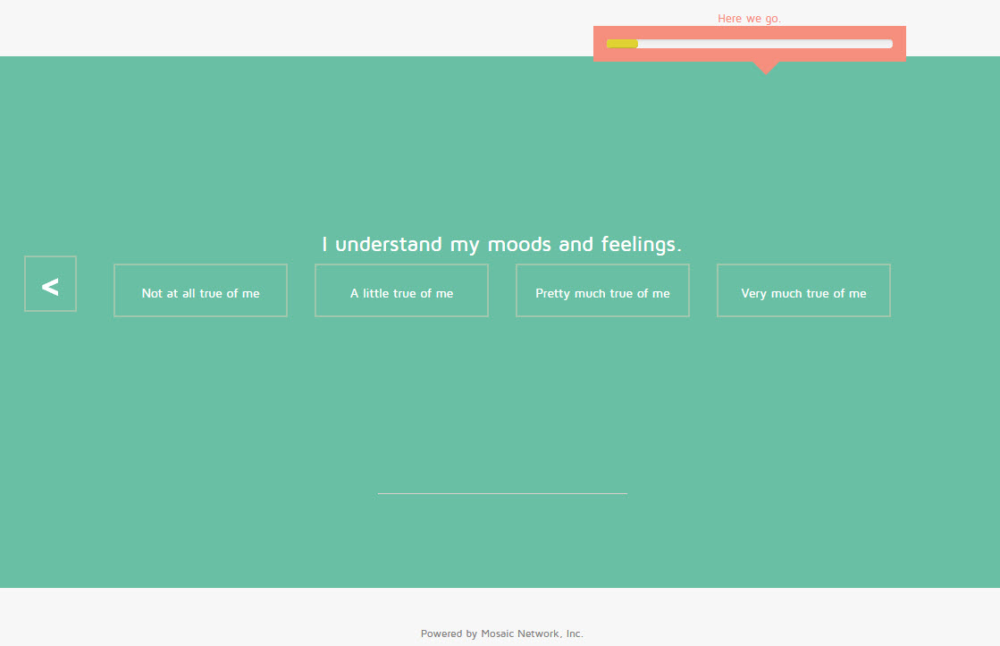 Here we go.
I understand my moods and feelings.
<
Not at all true of me
A little true of me
Pretty much true of me
Very much true of me
Powered by Mosaic Network, Inc.